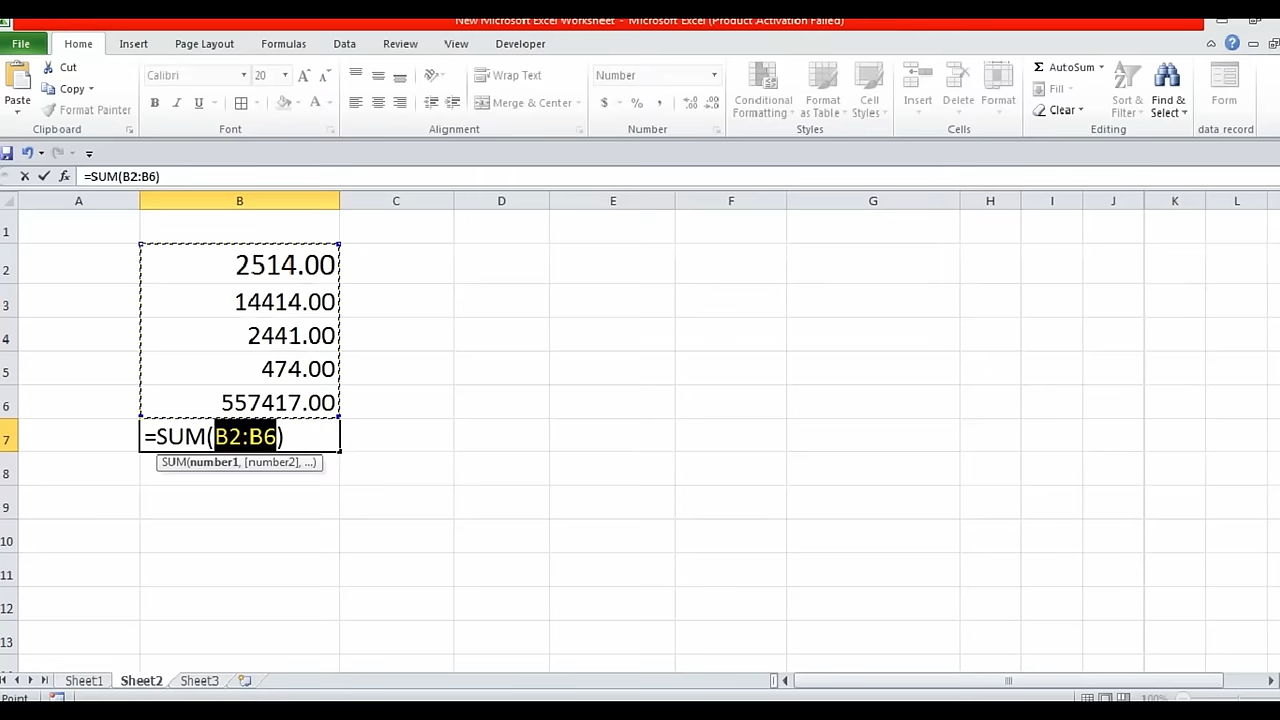 New Microsoft Excel Worksheet - Microsoft Excel (Product Activation Failed)
File Home Insert Page Layout Formulas Data Review View Developer
Cut
Copy
Format Painter
Paste
Clipboard
Calibri 20
B I U
Font
Wrap Text
Merge & Center
Alignment
Number
$ % ,
Number
Conditional Formatting
Format as Table
Cell Styles
Styles
Insert
Delete
Format
Cells
Σ AutoSum
Fill
Clear
Sort & Filter
Find & Select
Editing
Form
data record
fx =SUM(B2:B6)
A B C D E F G H I J K L
1
2 2514.00
3 14414.00
4 2441.00
5 474.00
6 557417.00
7 =SUM(B2:B6)
SUM(number1, [number2], ...)
8
9
10
11
12
13
Sheet1 Sheet2 Sheet3
Point 100%